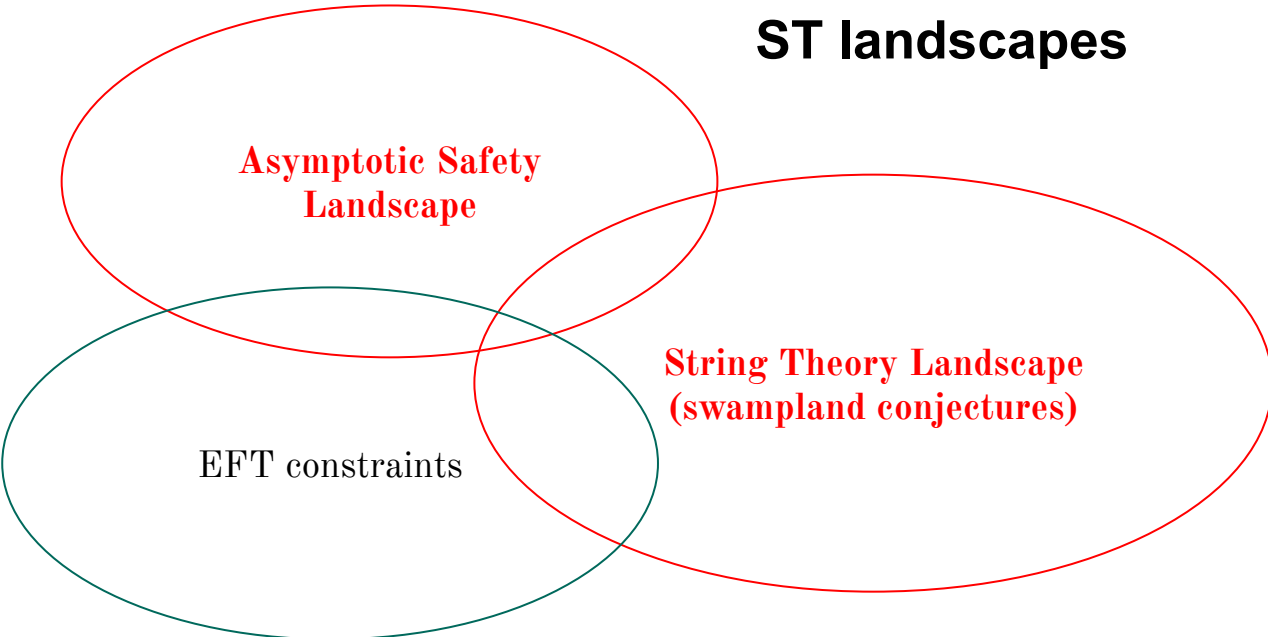 ST landscapes
Asymptotic Safety
Landscape
String Theory Landscape
(swampland conjectures)
EFT constraints